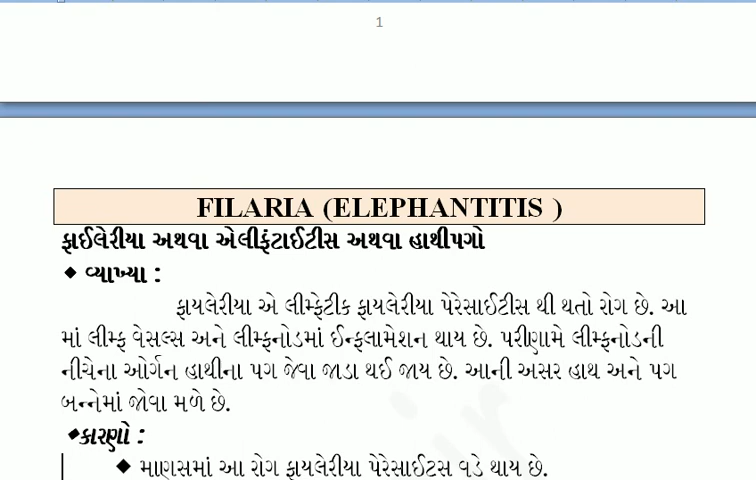 1
FILARIA (ELEPHANTITIS )
ફાઈલેરીયા અથવા એલીફંટાઈટીસ અથવા હાથીપગો
◆ વ્યાખ્યા :
ફાયલેરીયા એ લીમ્ફેટીક ફાયલેરીયા પેરેસાઈટીસ થી થતો રોગ છે. આ
માં લીમ્ફ વેસલ્સ અને લીમ્ફનોડમાં ઈન્ફલામેશન થાય છે. પરીણામે લીમ્ફનોડની
નીચેના ઓર્ગન હાથીના પગ જેવા જાડા થઈ જાય છે. આની અસર હાથ અને પગ
બન્નેમાં જોવા મળે છે.
◆કારણો :
◆ માણસમાં આ રોગ ફાયલેરીયા પેરેસાઈટસ વડે થાય છે.